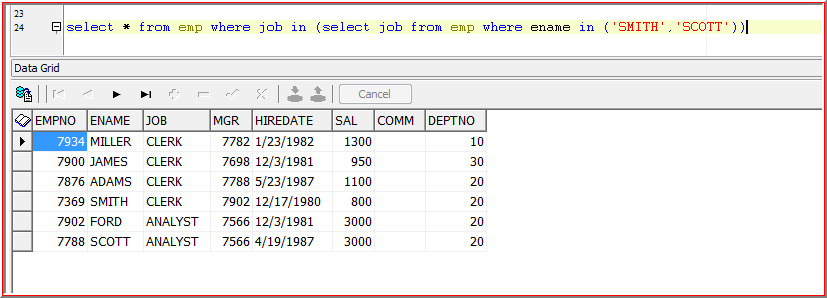 23
24 select * from emp where job in (select job from emp where ename in ('SMITH','SCOTT'))
Data Grid
Cancel
EMPNO ENAME JOB MGR HIREDATE SAL COMM DEPTNO
7934 MILLER CLERK 7782 1/23/1982 1300 10
7900 JAMES CLERK 7698 12/3/1981 950 30
7876 ADAMS CLERK 7788 5/23/1987 1100 20
7369 SMITH CLERK 7902 12/17/1980 800 20
7902 FORD ANALYST 7566 12/3/1981 3000 20
7788 SCOTT ANALYST 7566 4/19/1987 3000 20